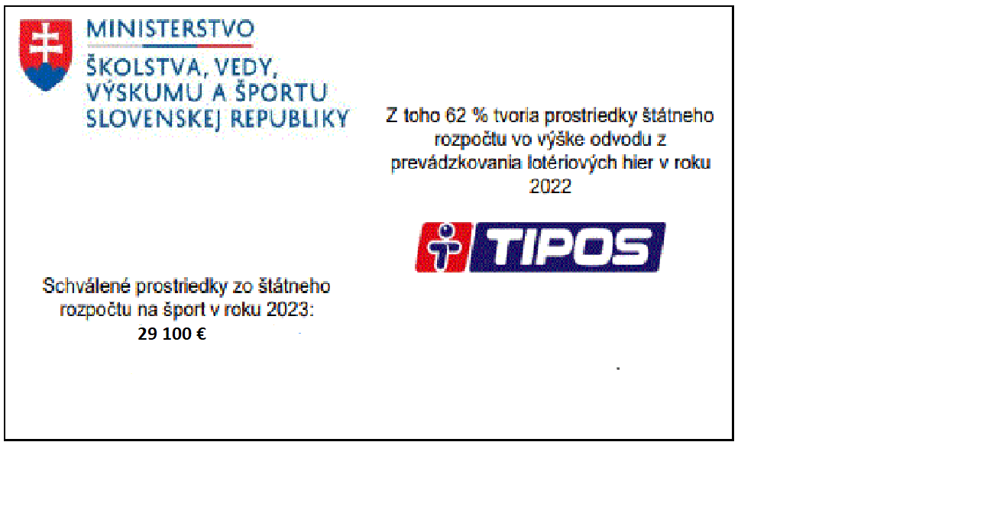 MINISTERSTVO
ŠKOLSTVA, VEDY,
VÝSKUMU A ŠPORTU
SLOVENSKEJ REPUBLIKY
Schválené prostriedky zo štátneho
rozpočtu na šport v roku 2023:
29 100 €
Z toho 62 % tvoria prostriedky štátneho
rozpočtu vo výške odvodu z
prevádzkovania lotériových hier v roku
2022
TIPOS